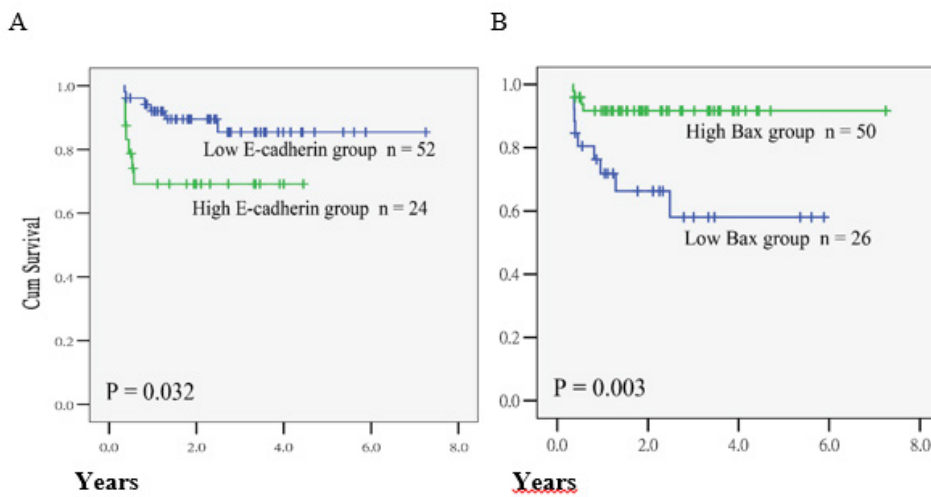 A
B
1.0
0.8
0.6
0.4
0.2
0.0
Cum Survival
Low E-cadherin group n = 52
High E-cadherin group n = 24
P = 0.032
0.0 2.0 4.0 6.0 8.0
Years
1.0
0.8
0.6
0.4
0.2
0.0
High Bax group n = 50
Low Bax group n = 26
P = 0.003
0.0 2.0 4.0 6.0 8.0
Years